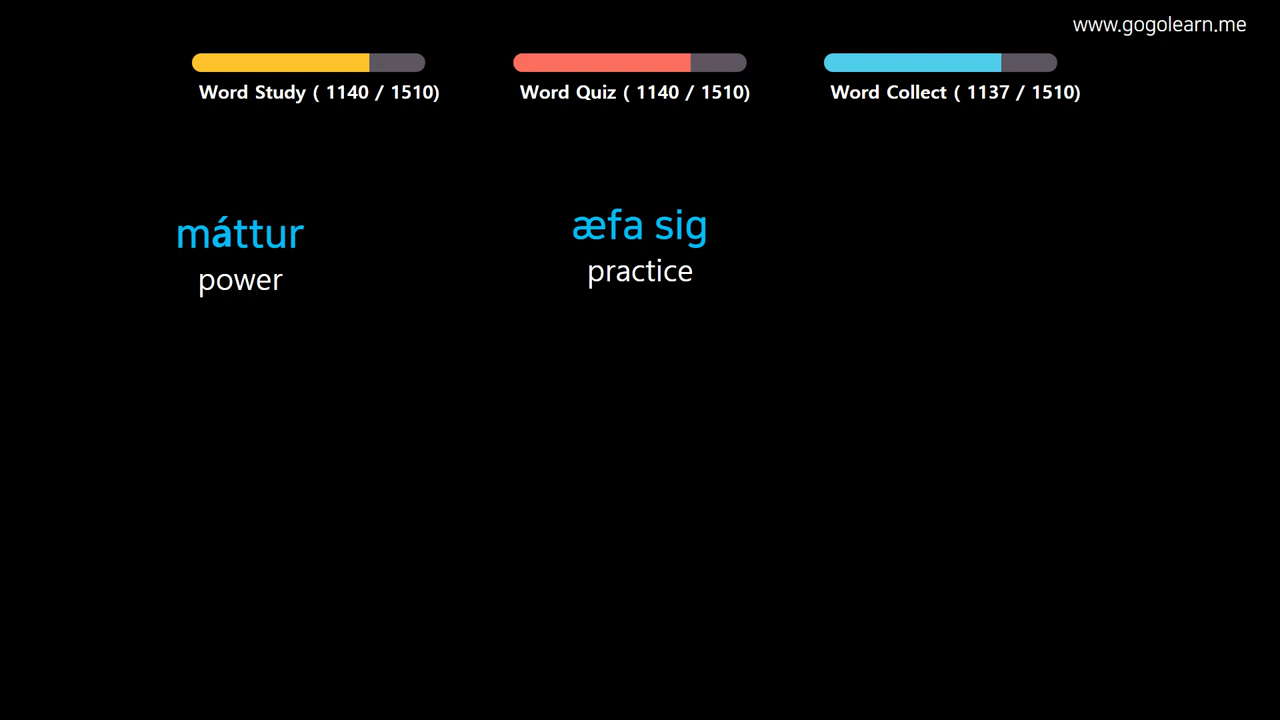 www.gogolearn.me
Word Study ( 1140 / 1510)
Word Quiz ( 1140 / 1510)
Word Collect ( 1137 / 1510)
máttur
power
æfa sig
practice